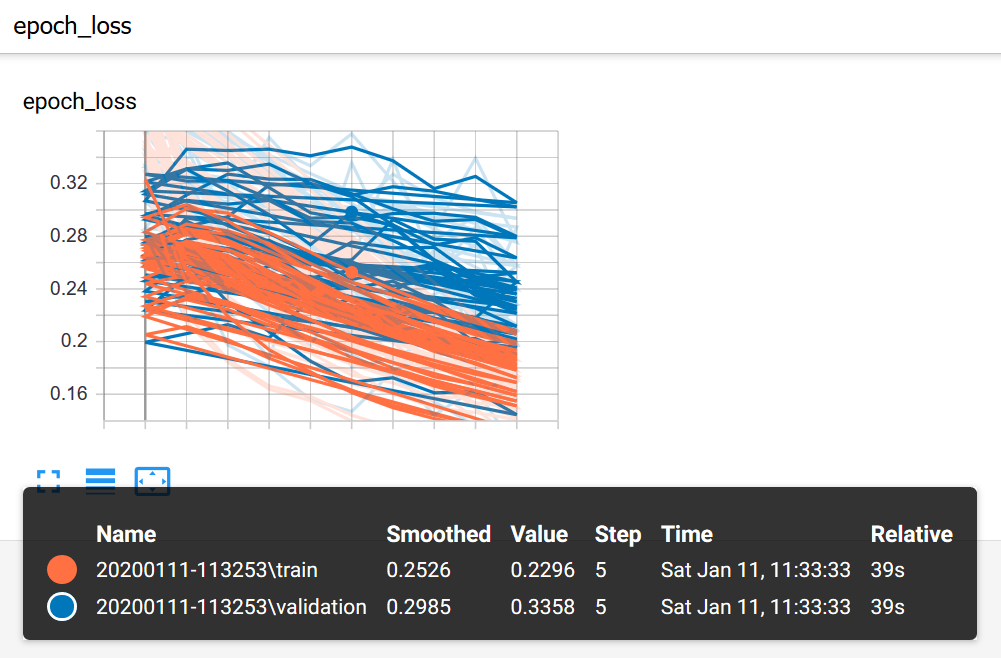 epoch_loss
epoch_loss
0.32
0.28
0.24
0.2
0.16
Name Smoothed Value Step Time Relative
20200111-113253\train 0.2526 0.2296 5 Sat Jan 11, 11:33:33 39s
20200111-113253\validation 0.2985 0.3358 5 Sat Jan 11, 11:33:33 39s